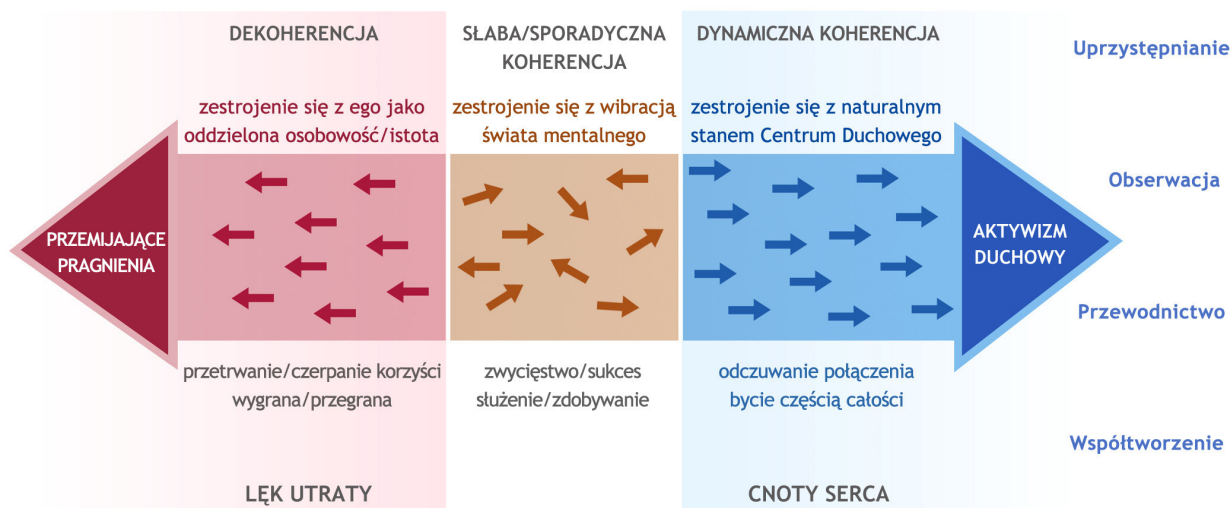 DEKOHERENCJA
SŁABA/SPORADYCZNA
KOHERENCJA
DYNAMICZNA KOHERENCJA
Uprzystępnianie
zestrojenie się z ego jako
oddzielona osobowość/istota
zestrojenie się z wibracją
świata mentalnego
zestrojenie się z naturalnym
stanem Centrum Duchowego
Obserwacja
PRZEMIJAJĄCE
PRAGNIENIA
AKTYWIZM
DUCHOWY
Przewodnictwo
przetrwanie/czerpanie korzyści
wygrana/przegrana
zwycięstwo/sukces
służenie/zdobywanie
odczuwanie połączenia
bycie częścią całości
Współtworzenie
LĘK UTRATY
CNOTY SERCA